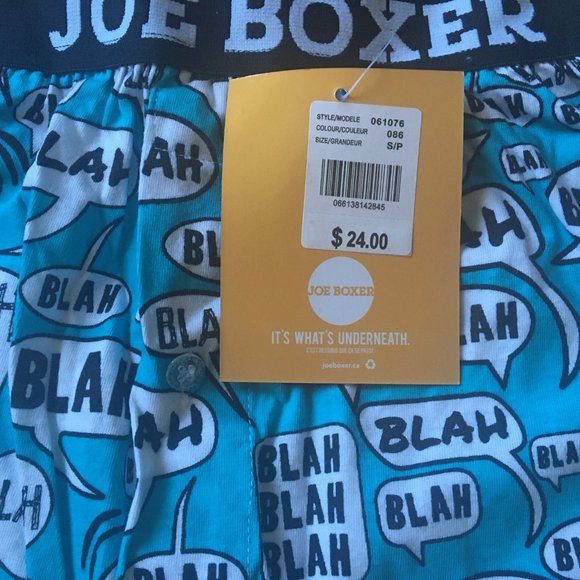 JOE BOXER
STYLE/MODELE 061076
COLOUR/COULEUR 086
SIZE/GRANDEUR S/P
066138142845
$ 24.00
JOE BOXER
IT'S WHAT'S UNDERNEATH.
joeboxer.ca
BLAH
BLAH
BLAH
BLAH
BLAH
BLAH
BLAH
BLAH
BLAH
BLAH